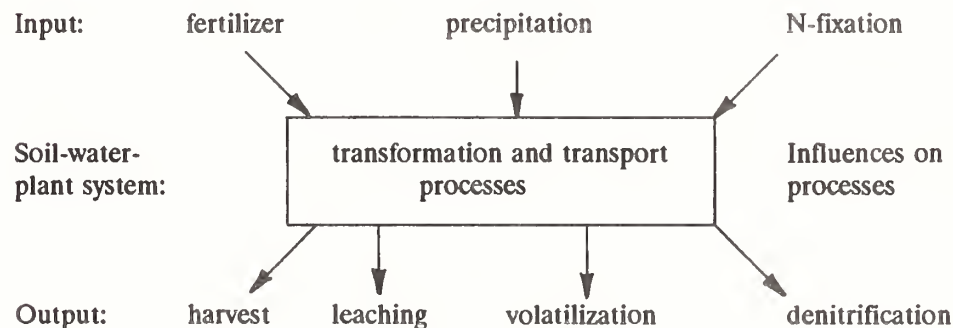 Input: fertilizer precipitation N-fixation
Soil-water- transformation and transport Influences on
plant system: processes processes
Output: harvest leaching volatilization denitrification